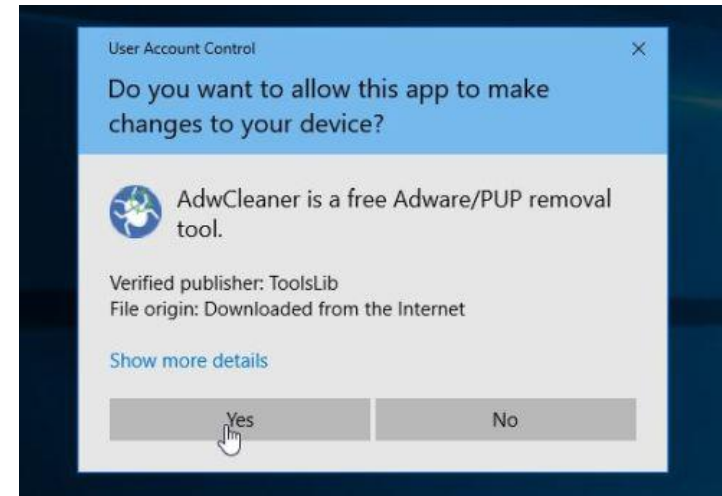 User Account Control
Do you want to allow this app to make
changes to your device?
AdwCleaner is a free Adware/PUP removal
tool.
Verified publisher: ToolsLib
File origin: Downloaded from the Internet
Show more details
Yes
No